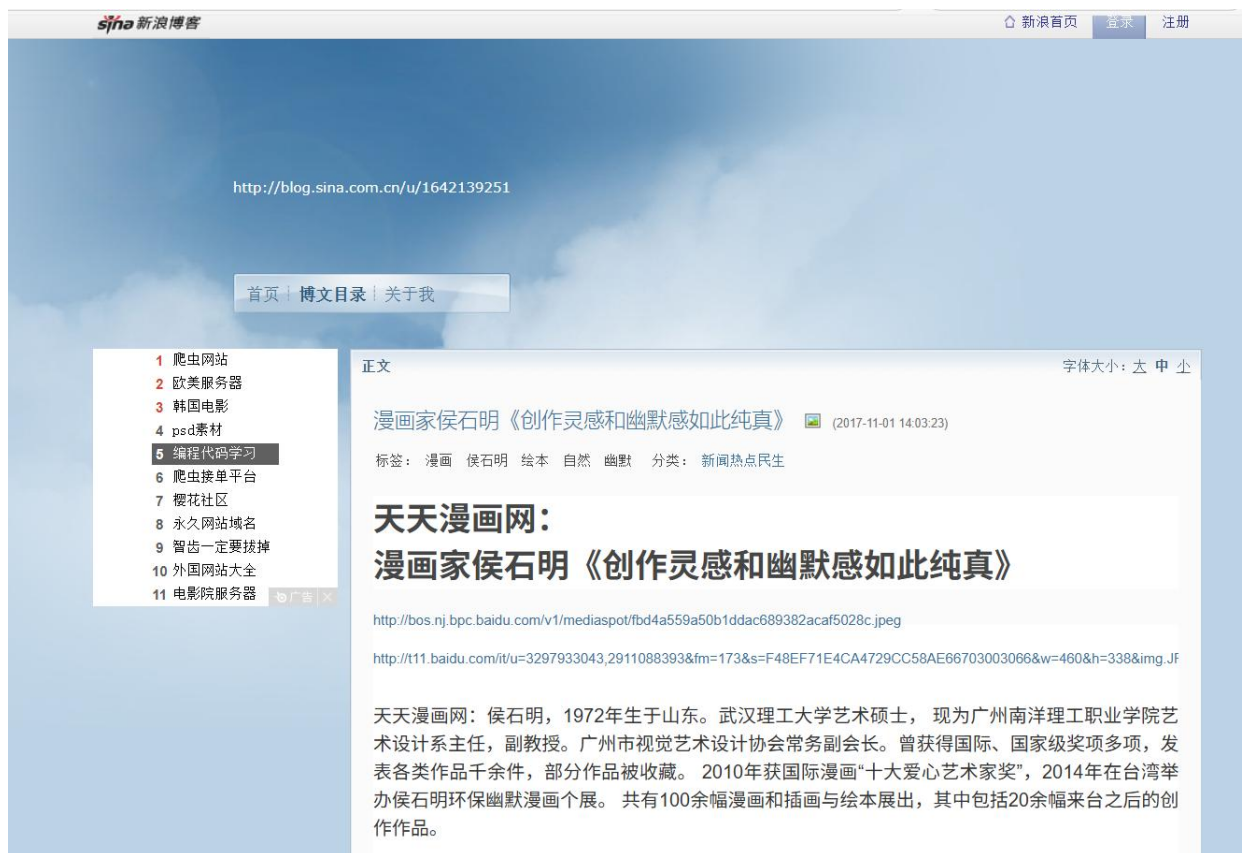 sina 新浪博客
新浪首页 登录 注册
http://blog.sina.com.cn/u/1642139251
首页 博文目录 关于我
1 爬虫网站
2 欧美服务器
3 韩国电影
4 psd素材
5 编程代码学习
6 爬虫接单平台
7 樱花社区
8 永久网站域名
9 智齿一定要拔掉
10 外国网站大全
11 电影院服务器
广告
正文
字体大小：大 中 小
漫画家侯石明《创作灵感和幽默感如此纯真》 (2017-11-01 14:03:23)
标签： 漫画 侯石明 绘本 自然 幽默 分类： 新闻热点民生
天天漫画网：
漫画家侯石明《创作灵感和幽默感如此纯真》
http://bos.nj.bpc.baidu.com/v1/mediaspot/fbd4a559a50b1ddac689382acaf5028c.jpeg
http://t11.baidu.com/it/u=3297933043,2911088393&fm=173&s=F48EF71E4CA4729CC58AE66703003066&w=460&h=338&img.JF
天天漫画网：侯石明，1972年生于山东。武汉理工大学艺术硕士， 现为广州南洋理工职业学院艺
术设计系主任，副教授。广州市视觉艺术设计协会常务副会长。曾获得国际、国家级奖项多项，发
表各类作品千余件，部分作品被收藏。 2010年获国际漫画“十大爱心艺术家奖”，2014年在台湾举
办侯石明环保幽默漫画个展。 共有100余幅漫画和插画与绘本展出，其中包括20余幅来台之后的创
作作品。